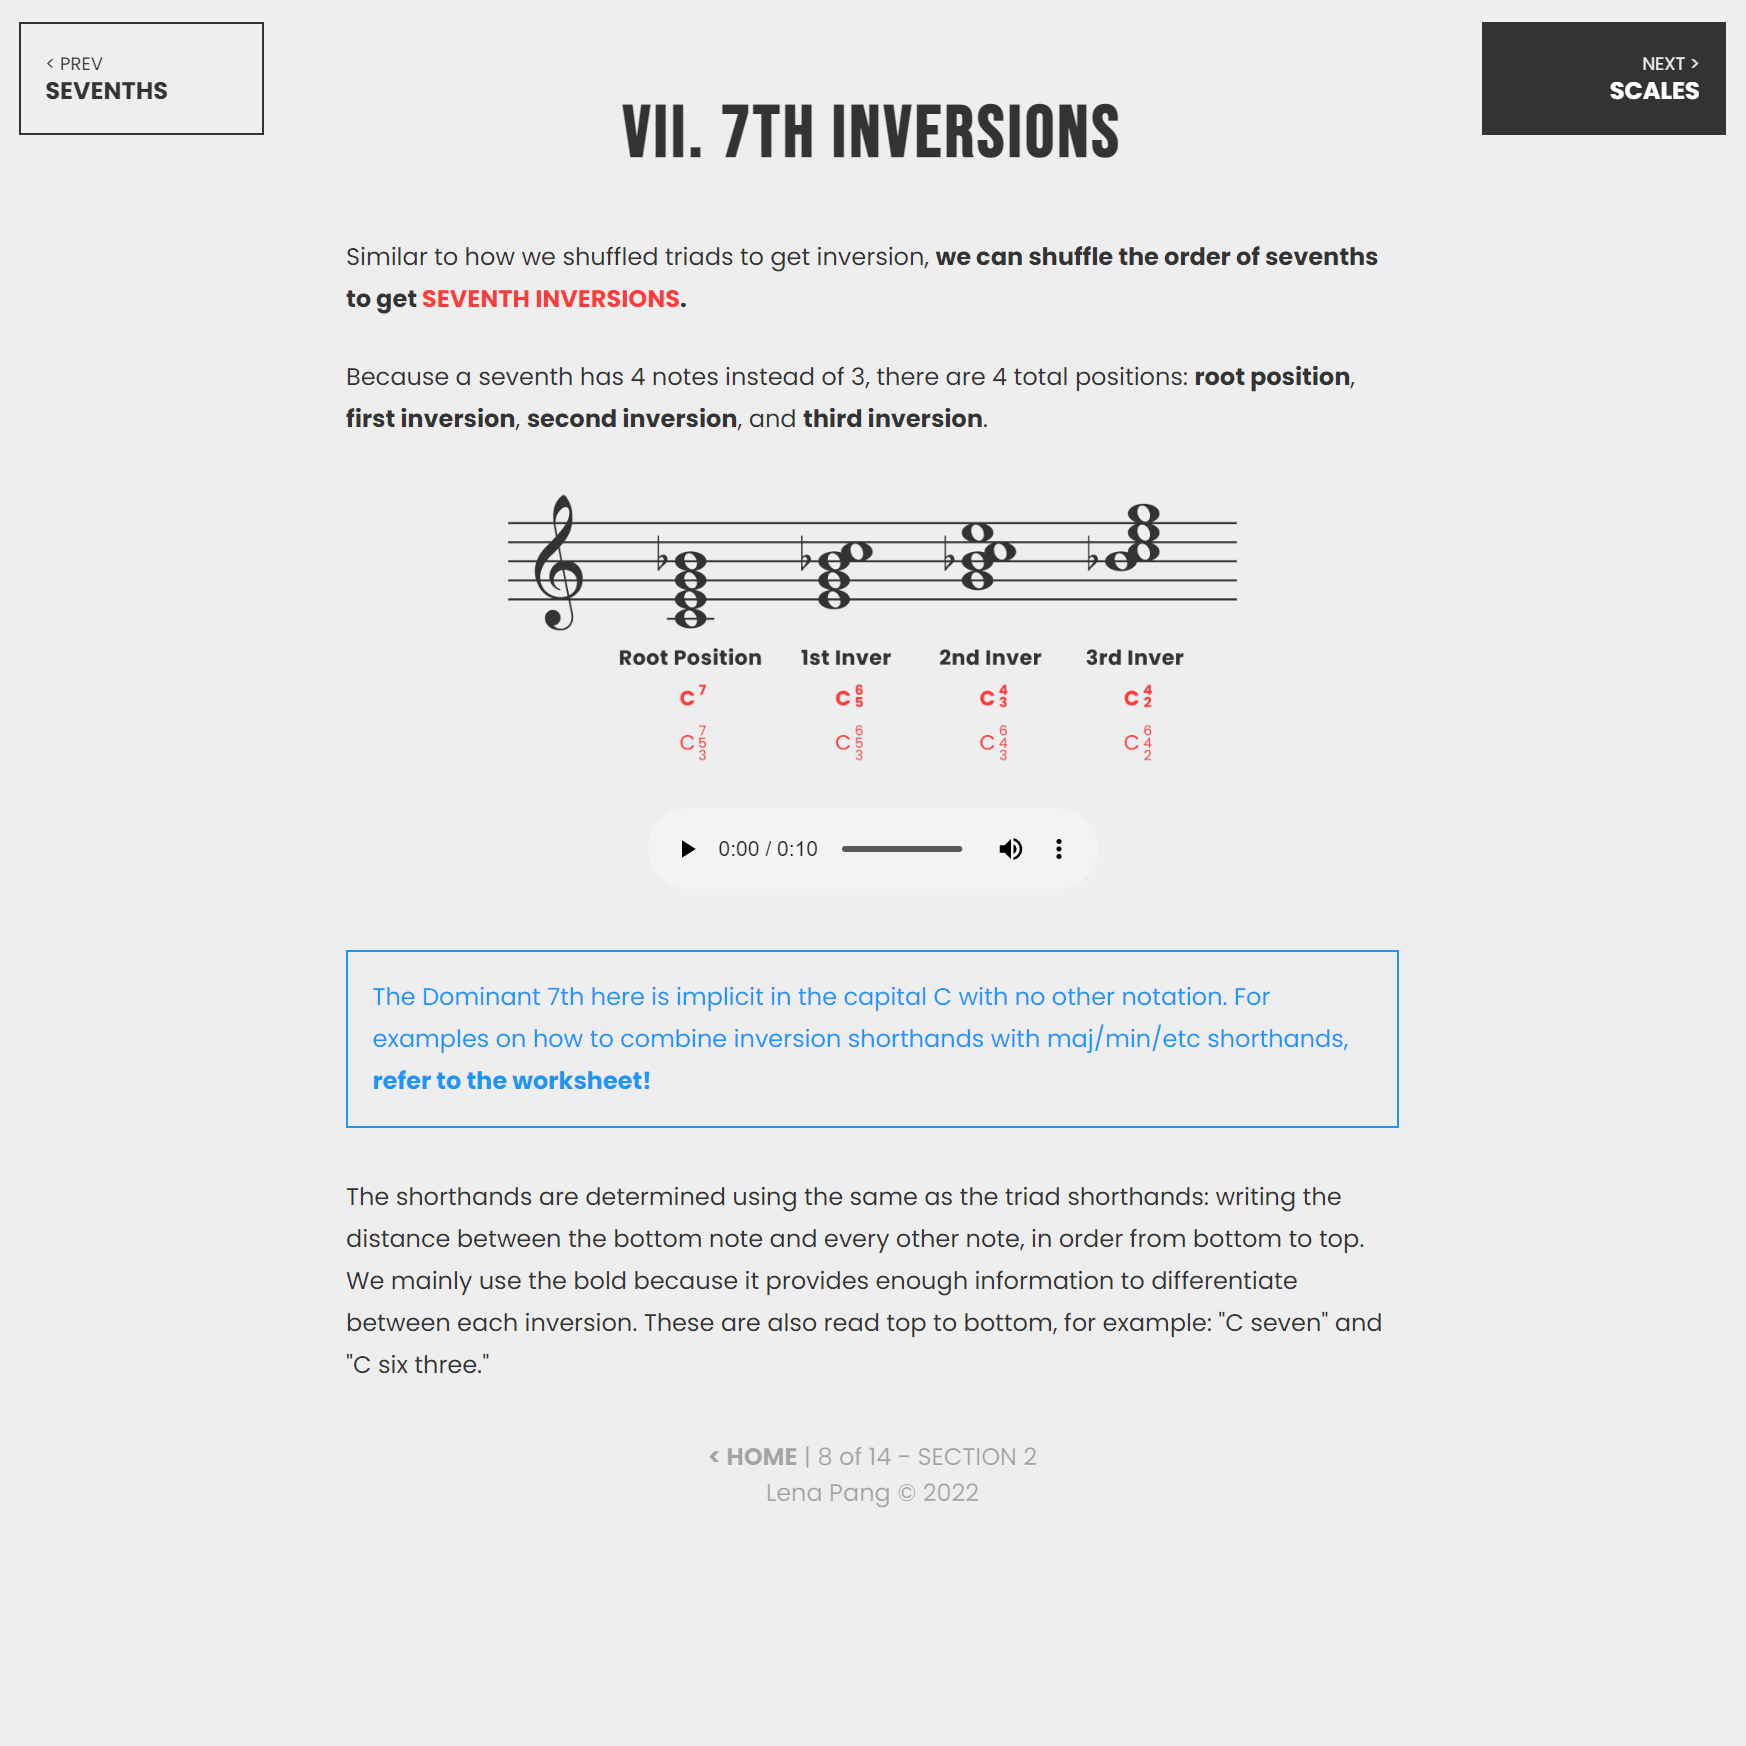 < PREV
SEVENTHS
NEXT >
SCALES
VII. 7TH INVERSIONS
Similar to how we shuffled triads to get inversion, we can shuffle the order of sevenths
to get SEVENTH INVERSIONS.
Because a seventh has 4 notes instead of 3, there are 4 total positions: root position,
first inversion, second inversion, and third inversion.
Root Position 1st Inver 2nd Inver 3rd Inver
C 7 C 6 5 C 4 3 C 4 2
C 7 5 3 C 6 5 3 C 6 4 3 C 6 4 2
0:00 / 0:10
The Dominant 7th here is implicit in the capital C with no other notation. For
examples on how to combine inversion shorthands with maj/min/etc shorthands,
refer to the worksheet!
The shorthands are determined using the same as the triad shorthands: writing the
distance between the bottom note and every other note, in order from bottom to top.
We mainly use the bold because it provides enough information to differentiate
between each inversion. These are also read top to bottom, for example: "C seven" and
"C six three."
< HOME | 8 of 14 - SECTION 2
Lena Pang © 2022